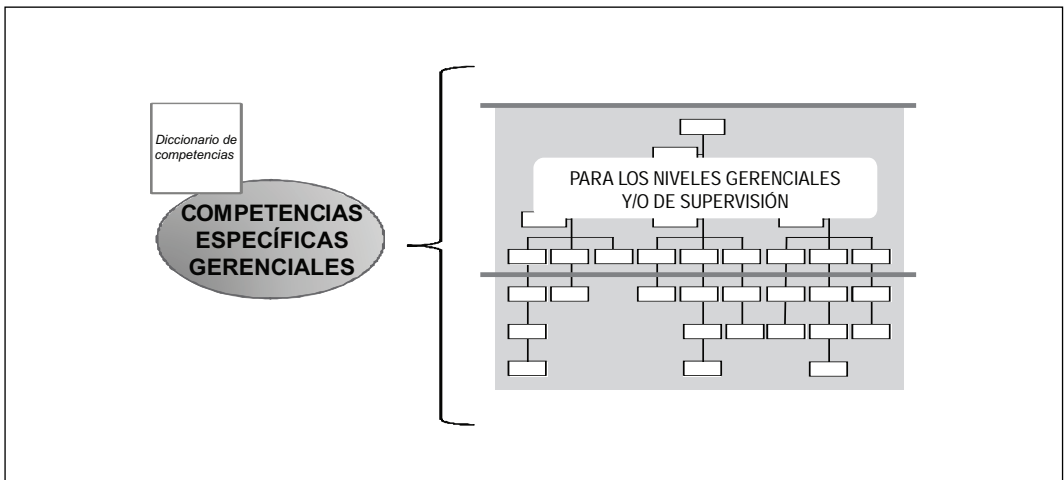 Diccionario de
competencias
COMPETENCIAS
ESPECÍFICAS
GERENCIALES
PARA LOS NIVELES GERENCIALES
Y/O DE SUPERVISIÓN